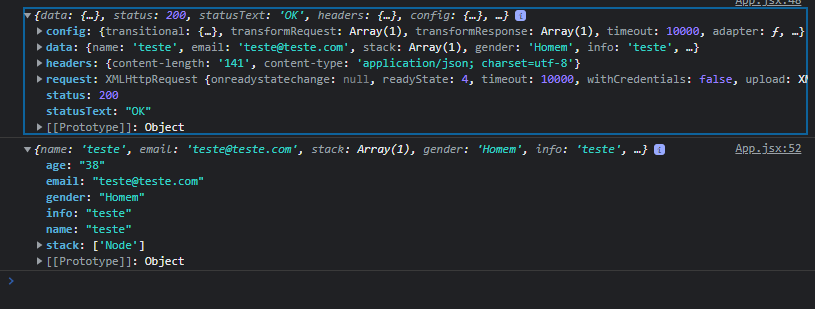 App.jsx:48
▼{data: {…}, status: 200, statusText: "OK", headers: {…}, config: {…}, …} i
▶config: {transitional: {…}, transformRequest: Array(1), transformResponse: Array(1), timeout: 10000, adapter: ƒ, …}
▶data: {name: 'teste', email: 'teste@teste.com', stack: Array(1), gender: 'Homem', info: 'teste', …}
▶headers: {content-length: '141', content-type: 'application/json; charset=utf-8'}
▶request: XMLHttpRequest {onreadystatechange: null, readyState: 4, timeout: 10000, withCredentials: false, upload: XM
status: 200
statusText: "OK"
▶[[Prototype]]: Object
▼{name: 'teste', email: 'teste@teste.com', stack: Array(1), gender: 'Homem', info: 'teste', …} i App.jsx:52
age: "38"
email: "teste@teste.com"
gender: "Homem"
info: "teste"
name: "teste"
▶stack: ['Node']
▶[[Prototype]]: Object
>